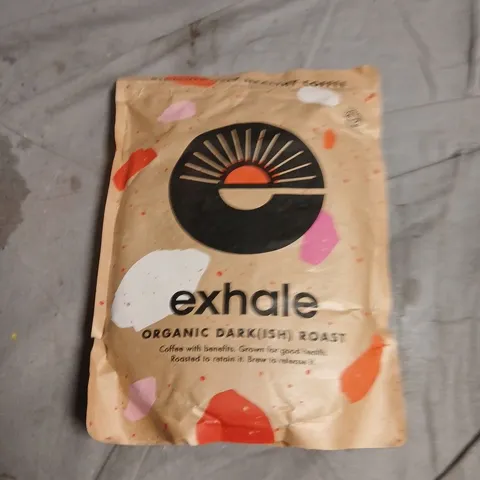 COFFEE
exhale
ORGANIC DARK(ISH) ROAST
Coffee with benefits. Grown for good health.
Roasted to retain it. Brew to release it.